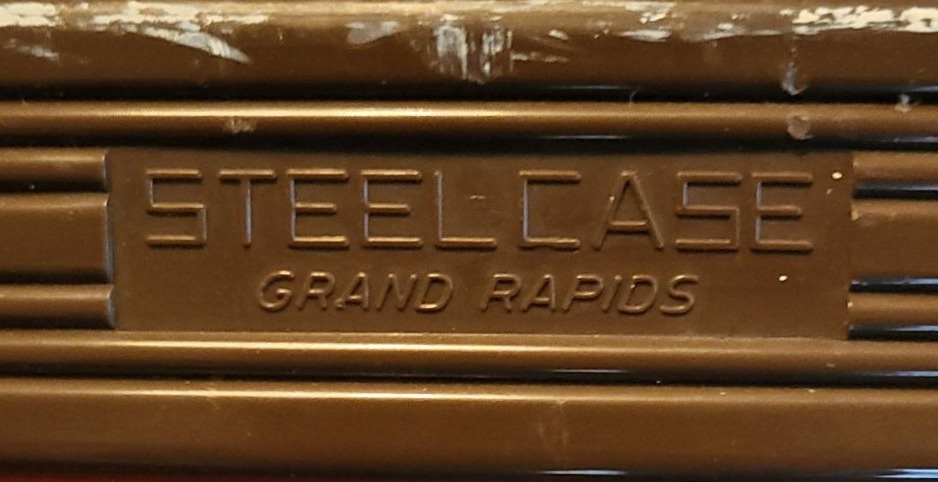 STEELCASE
GRAND RAPIDS